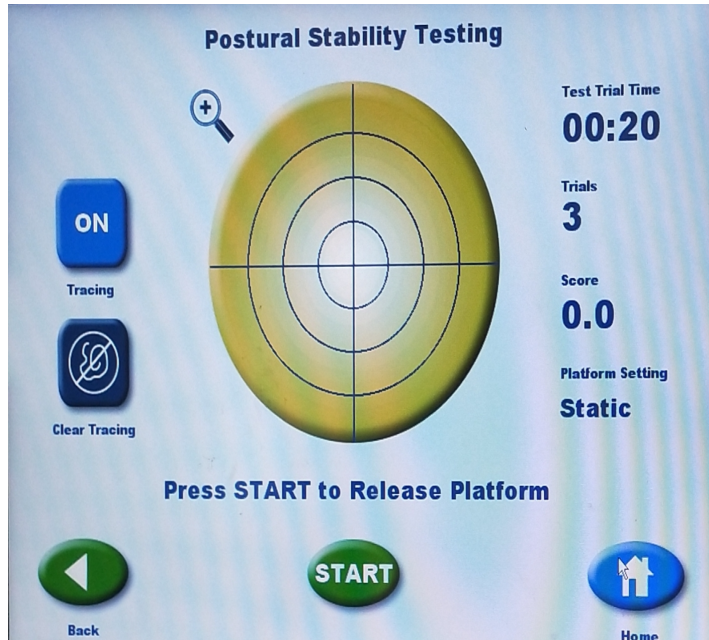 Postural Stability Testing
Test Trial Time
00:20
ON
Tracing
Trials
3
Score
0.0
Clear Tracing
Platform Setting
Static
Press START to Release Platform
START
Back
Home